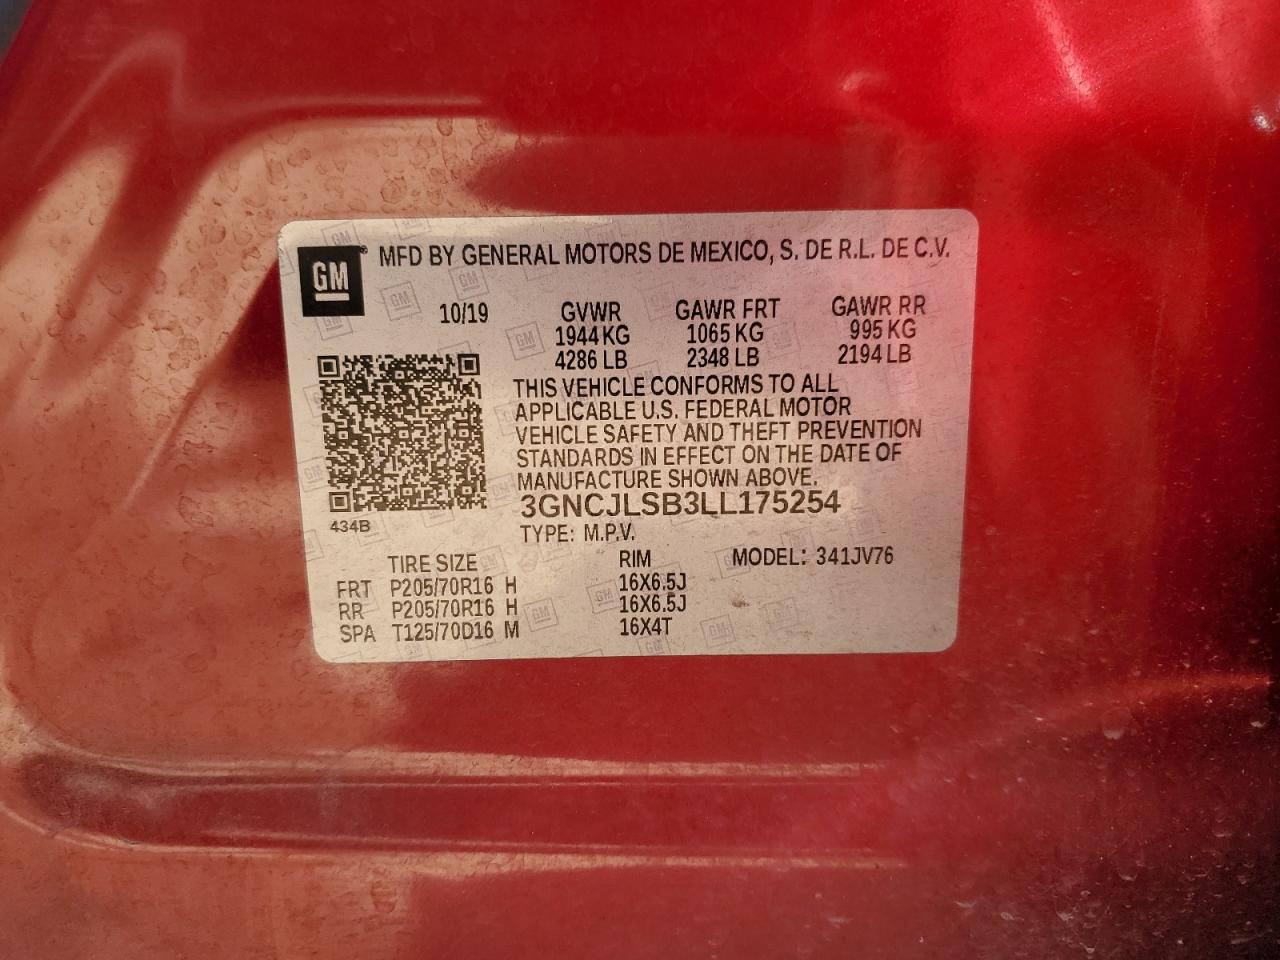 GM® MFD BY GENERAL MOTORS DE MEXICO, S. DE R.L. DE C.V.
10/19 GVWR GAWR FRT GAWR RR
1944 KG 1065 KG 995 KG
4286 LB 2348 LB 2194 LB
THIS VEHICLE CONFORMS TO ALL
APPLICABLE U.S. FEDERAL MOTOR
VEHICLE SAFETY AND THEFT PREVENTION
STANDARDS IN EFFECT ON THE DATE OF
MANUFACTURE SHOWN ABOVE.
3GNCJLSB3LL175254
434B
TYPE: M.P.V.
TIRE SIZE RIM MODEL: 341JV76
FRT P205/70R16 H 16X6.5J
RR P205/70R16 H 16X6.5J
SPA T125/70D16 M 16X4T